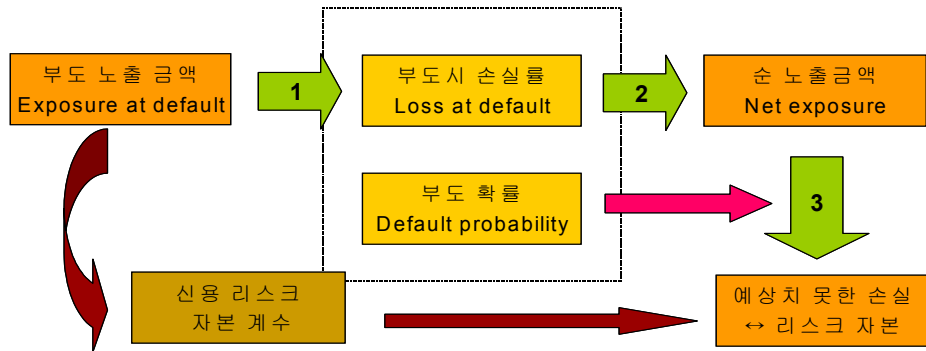 부도 노출 금액
Exposure at default
1
부도시 손실률
Loss at default
2
순 노출금액
Net exposure
부도 확률
Default probability
3
신용 리스크
자본 계수
예상치 못한 손실
↔ 리스크 자본